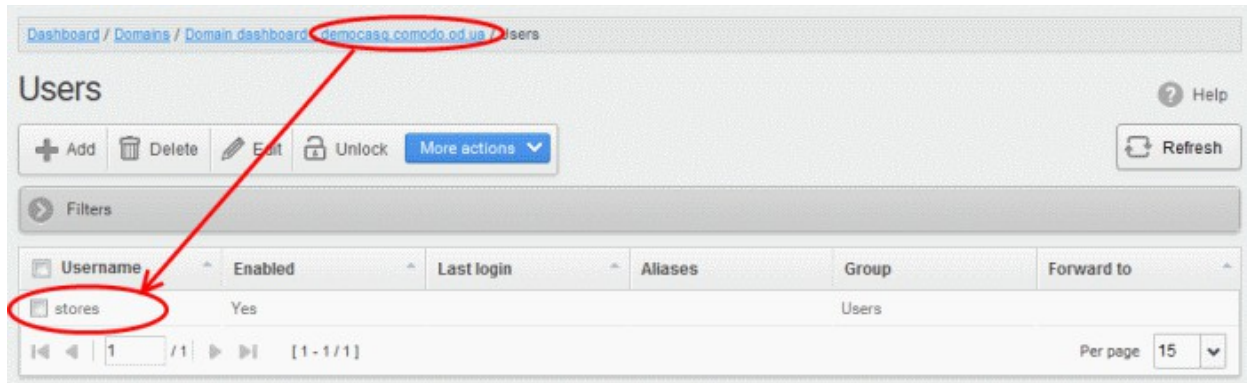 Dashboard / Domains / Domain dashboard - democasg.comodo.od.ua / Users
Users
Help
Add Delete Edit Unlock More actions
Refresh
Filters
Username Enabled Last login Aliases Group Forward to
stores Yes Users
1 / 1 [ 1 - 1 / 1 ] Per page 15